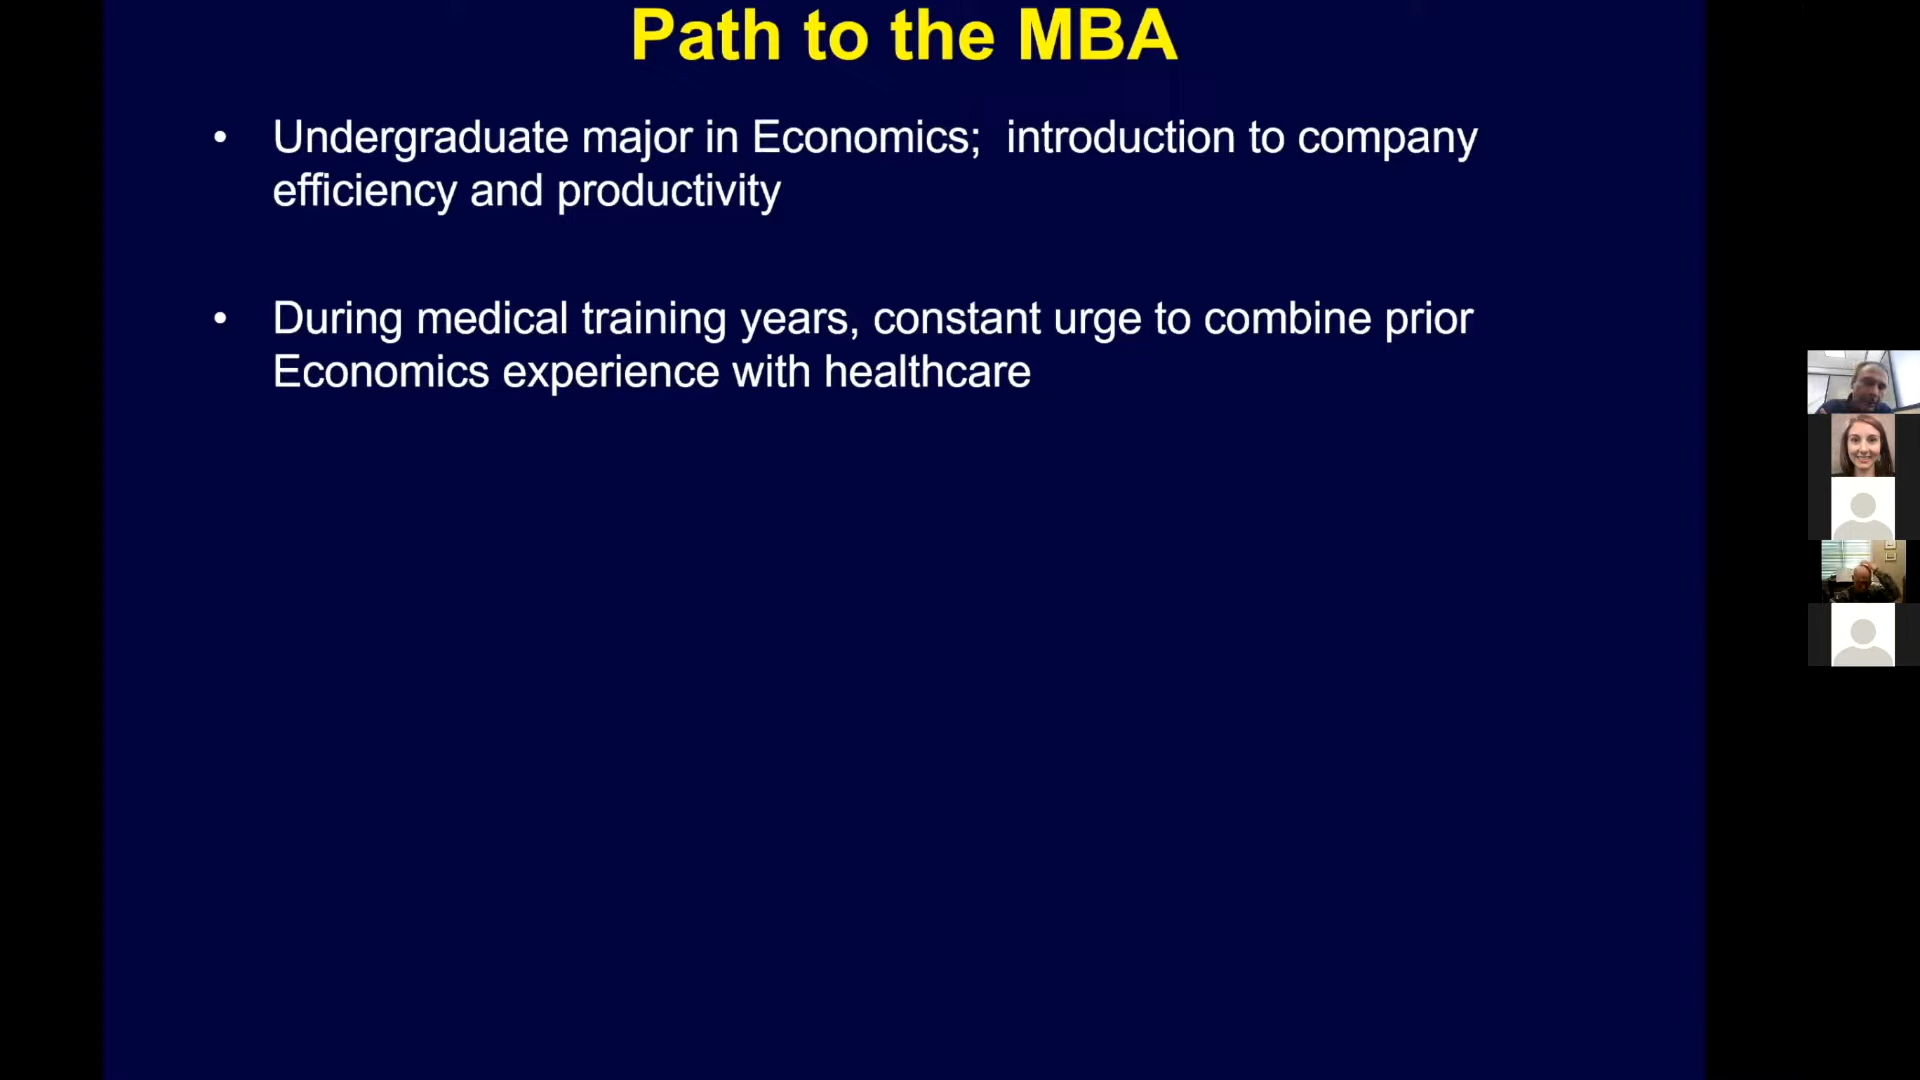 Path to the MBA
• Undergraduate major in Economics;  introduction to company
efficiency and productivity
• During medical training years, constant urge to combine prior
Economics experience with healthcare